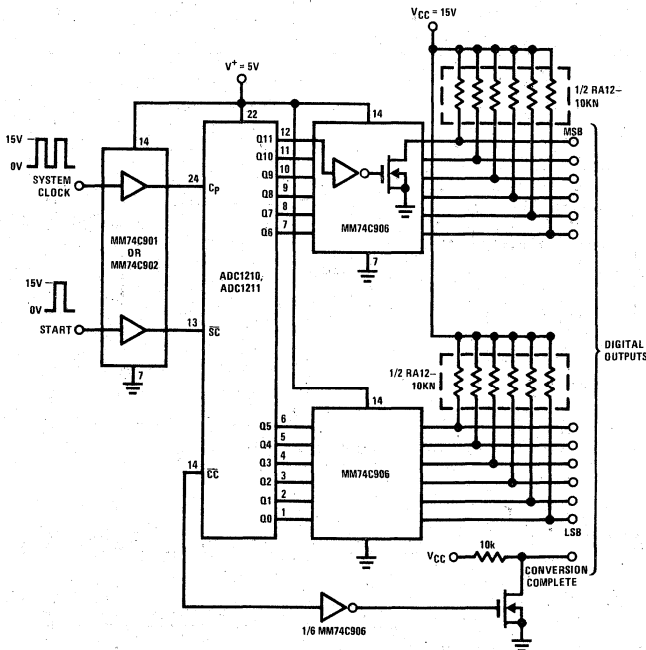 VCC = 15V
V+ = 5V
1/2 RA12–
10KN
MSB
14
22
14
15V
0V
SYSTEM
CLOCK
24
CP
Q11
12
Q10
11
Q9
10
Q8
9
Q7
8
Q6
7
MM74C906
7
MM74C901
OR
MM74C902
ADC1210,
ADC1211
15V
0V
START
13
SC
7
DIGITAL
OUTPUTS
1/2 RA12–
10KN
14
Q5
6
Q4
5
Q3
4
Q2
3
Q1
2
Q0
1
MM74C906
14
CC
LSB
VCC
10k
CONVERSION
COMPLETE
1/6 MM74C906